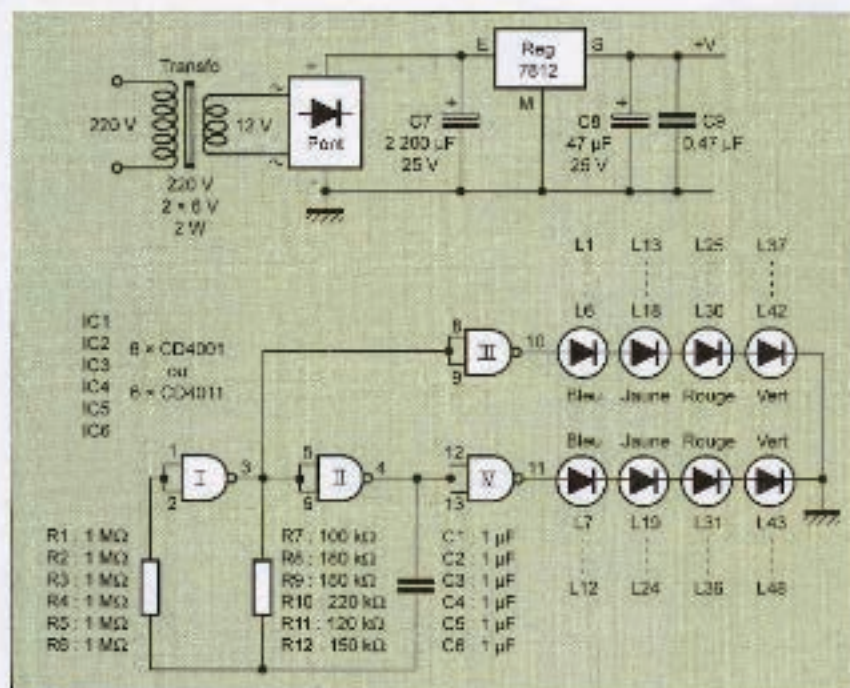 Transfo
220 V
12 V
Pont
220 V
2 × 6 V
2 W
E
Reg
7812
S
M
+V
C7
2 200 µF
25 V
C8
47 µF
25 V
C9
0,47 µF
L1
L13
L25
L37
L6
L18
L30
L42
IC1
IC2
IC3
IC4
IC5
IC6
6 × CD4001
ou
6 × CD4011
8
9
III
10
Bleu
Jaune
Rouge
Vert
Bleu
Jaune
Rouge
Vert
1
2
I
3
5
6
II
4
12
13
IV
11
L7
L19
L31
L43
L12
L24
L36
L48
R1 : 1 MΩ
R2 : 1 MΩ
R3 : 1 MΩ
R4 : 1 MΩ
R5 : 1 MΩ
R6 : 1 MΩ
R7 : 100 kΩ
R8 : 180 kΩ
R9 : 180 kΩ
R10 : 220 kΩ
R11 : 120 kΩ
R12 : 150 kΩ
C1 : 1 µF
C2 : 1 µF
C3 : 1 µF
C4 : 1 µF
C5 : 1 µF
C6 : 1 µF